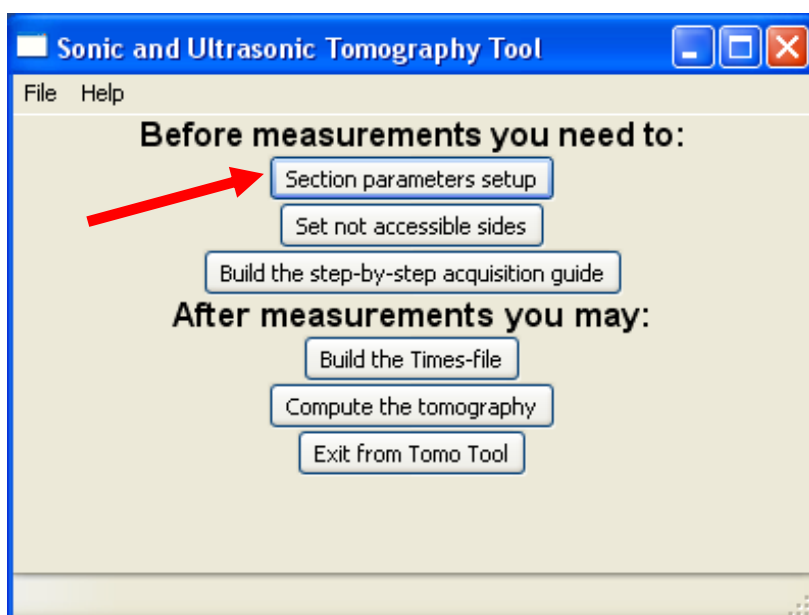 Sonic and Ultrasonic Tomography Tool
File Help
Before measurements you need to:
Section parameters setup
Set not accessible sides
Build the step-by-step acquisition guide
After measurements you may:
Build the Times-file
Compute the tomography
Exit from Tomo Tool